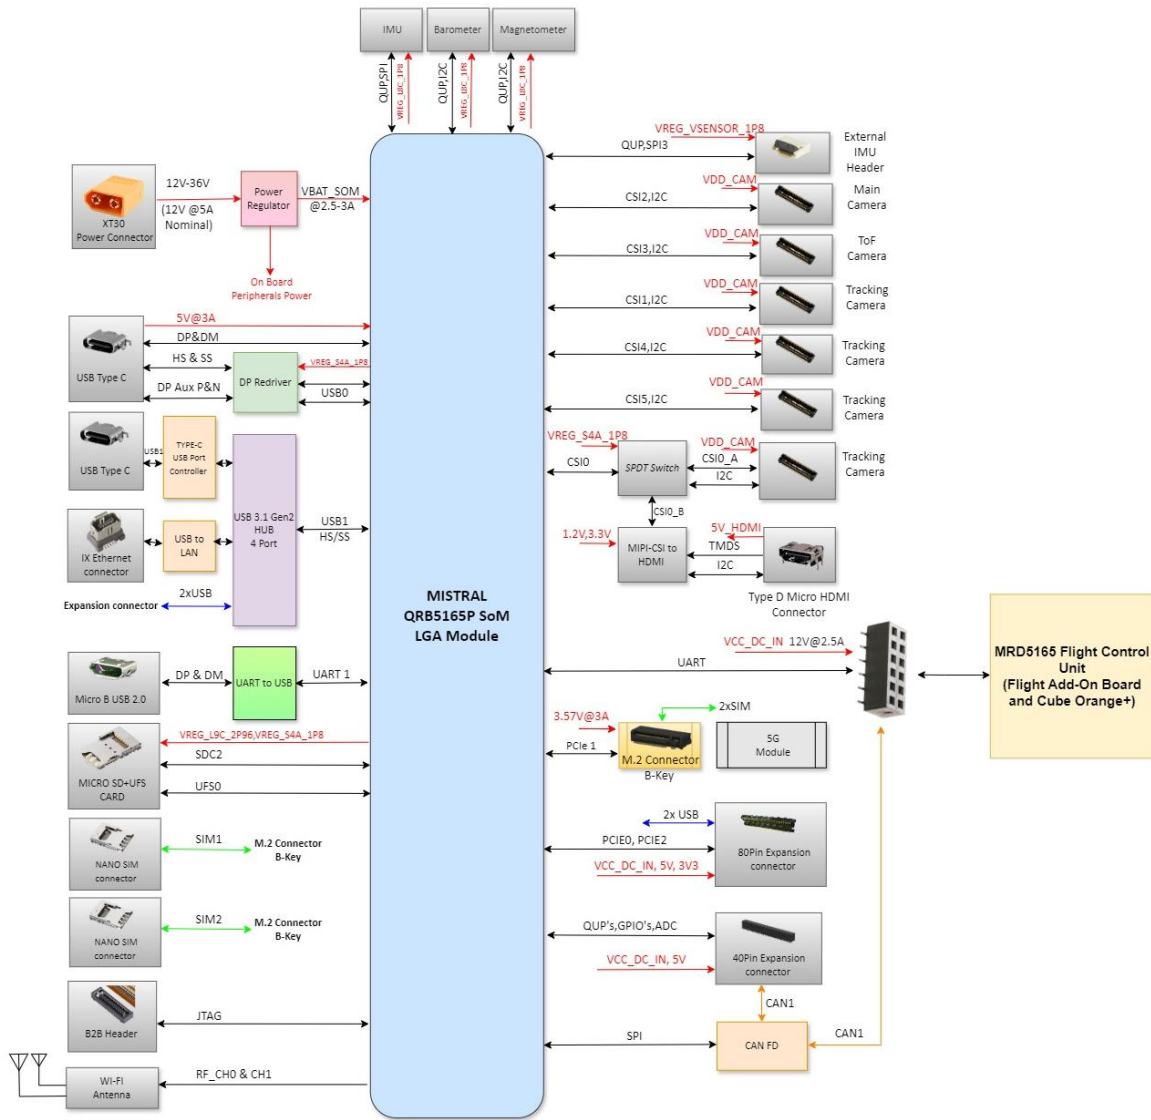 IMU
Barometer
Magnetometer
QUP,SPI
VREG_L8C_1P8
QUP,I2C
VREG_L8C_1P8
QUP,I2C
VREG_L8C_1P8
XT30
Power Connector
12V-36V
(12V @5A
Nominal)
Power
Regulator
VBAT_SOM
@2.5-3A
On Board
Peripherals Power
USB Type C
5V@3A
DP&DM
HS & SS
DP Aux P&N
DP Redriver
VREG_S4A_1P8
USB0
USB Type C
USB1
TYPE-C
USB Port
Controller
IX Ethernet
connector
USB to
LAN
USB 3.1 Gen2
HUB
4 Port
USB1
HS/SS
Expansion connector
2xUSB
Micro B USB 2.0
DP & DM
UART to USB
UART 1
MICRO SD+UFS
CARD
VREG_L9C_2P96,VREG_S4A_1P8
SDC2
UFS0
NANO SIM
connector
SIM1
M.2 Connector
B-Key
NANO SIM
connector
SIM2
M.2 Connector
B-Key
B2B Header
JTAG
WI-FI
Antenna
RF_CH0 & CH1
MISTRAL
QRB5165P SoM
LGA Module
VREG_VSENSOR_1P8
QUP,SPI3
External
IMU
Header
VDD_CAM
CSI2,I2C
Main
Camera
VDD_CAM
CSI3,I2C
ToF
Camera
VDD_CAM
CSI1,I2C
Tracking
Camera
VDD_CAM
CSI4,I2C
Tracking
Camera
VDD_CAM
CSI5,I2C
Tracking
Camera
VREG_S4A_1P8
CSI0
SPDT Switch
VDD_CAM
CSI0_A
I2C
Tracking
Camera
CSI0_B
1.2V,3.3V
MIPI-CSI to
HDMI
5V_HDMI
TMDS
I2C
Type D Micro HDMI
Connector
VCC_DC_IN 12V@2.5A
UART
MRD5165 Flight Control
Unit
(Flight Add-On Board
and Cube Orange+)
3.57V@3A
PCIe 1
2xSIM
M.2 Connector
B-Key
5G
Module
2x USB
PCIE0, PCIE2
VCC_DC_IN, 5V, 3V3
80Pin Expansion
connector
QUP's,GPIO's,ADC
VCC_DC_IN, 5V
40Pin Expansion
connector
CAN1
SPI
CAN FD
CAN1